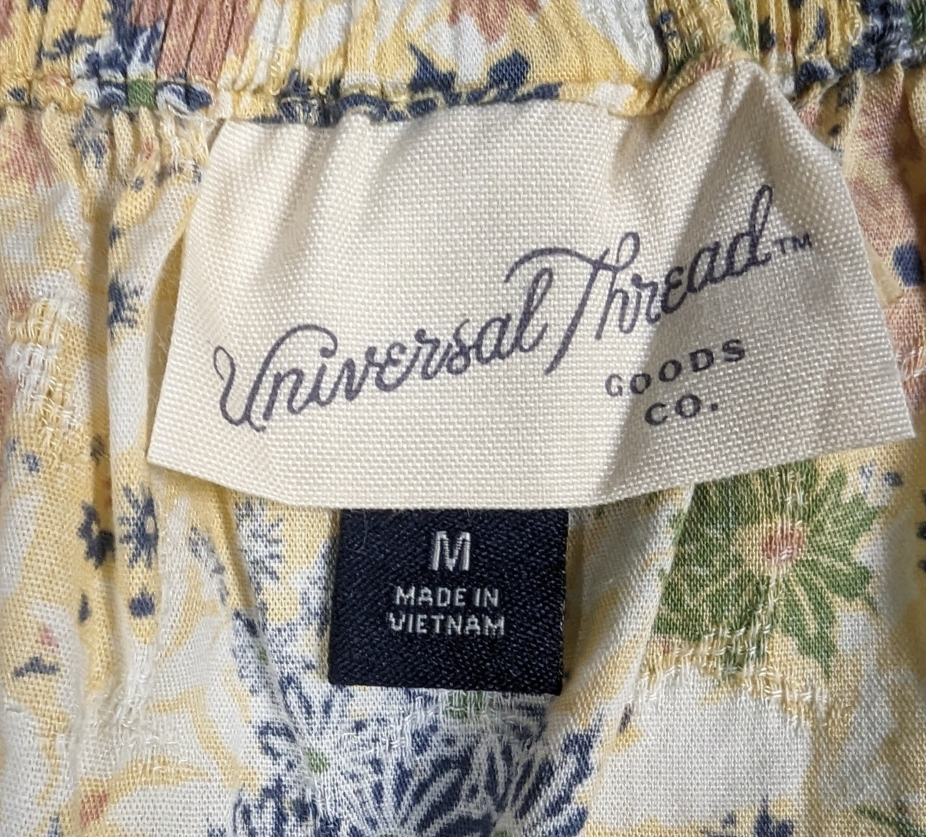 Universal Thread™
GOODS
CO.
M
MADE IN
VIETNAM